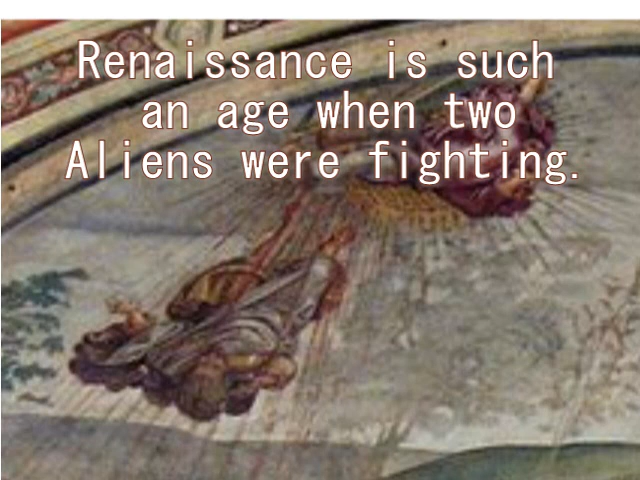 Renaissance is such
an age when two
Aliens were fighting.